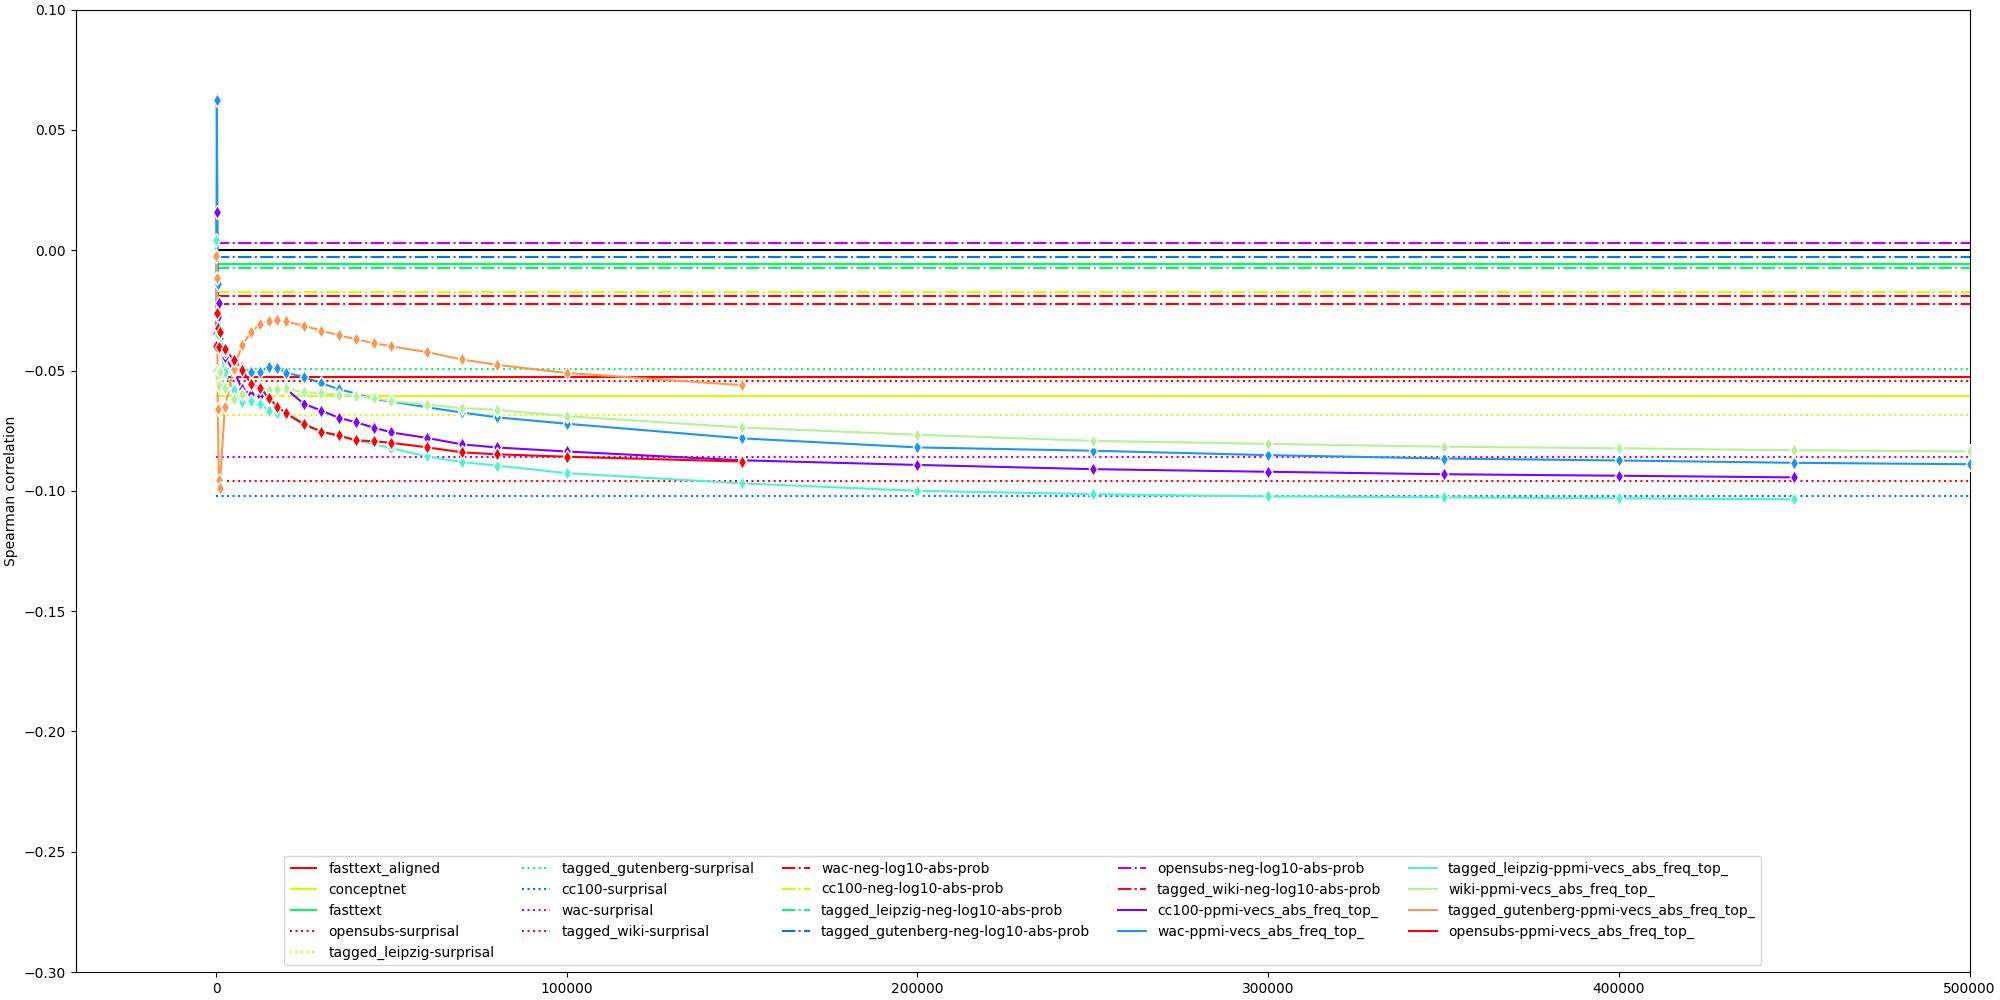 0.10
0.05
0.00
−0.05
−0.10
−0.15
−0.20
−0.25
−0.30
Spearman correlation
fasttext_aligned
conceptnet
fasttext
opensubs-surprisal
tagged_leipzig-surprisal
tagged_gutenberg-surprisal
cc100-surprisal
wac-surprisal
tagged_wiki-surprisal
wac-neg-log10-abs-prob
cc100-neg-log10-abs-prob
tagged_leipzig-neg-log10-abs-prob
tagged_gutenberg-neg-log10-abs-prob
opensubs-neg-log10-abs-prob
tagged_wiki-neg-log10-abs-prob
cc100-ppmi-vecs_abs_freq_top_
wac-ppmi-vecs_abs_freq_top_
tagged_leipzig-ppmi-vecs_abs_freq_top_
wiki-ppmi-vecs_abs_freq_top_
tagged_gutenberg-ppmi-vecs_abs_freq_top_
opensubs-ppmi-vecs_abs_freq_top_
0
100000
200000
300000
400000
500000